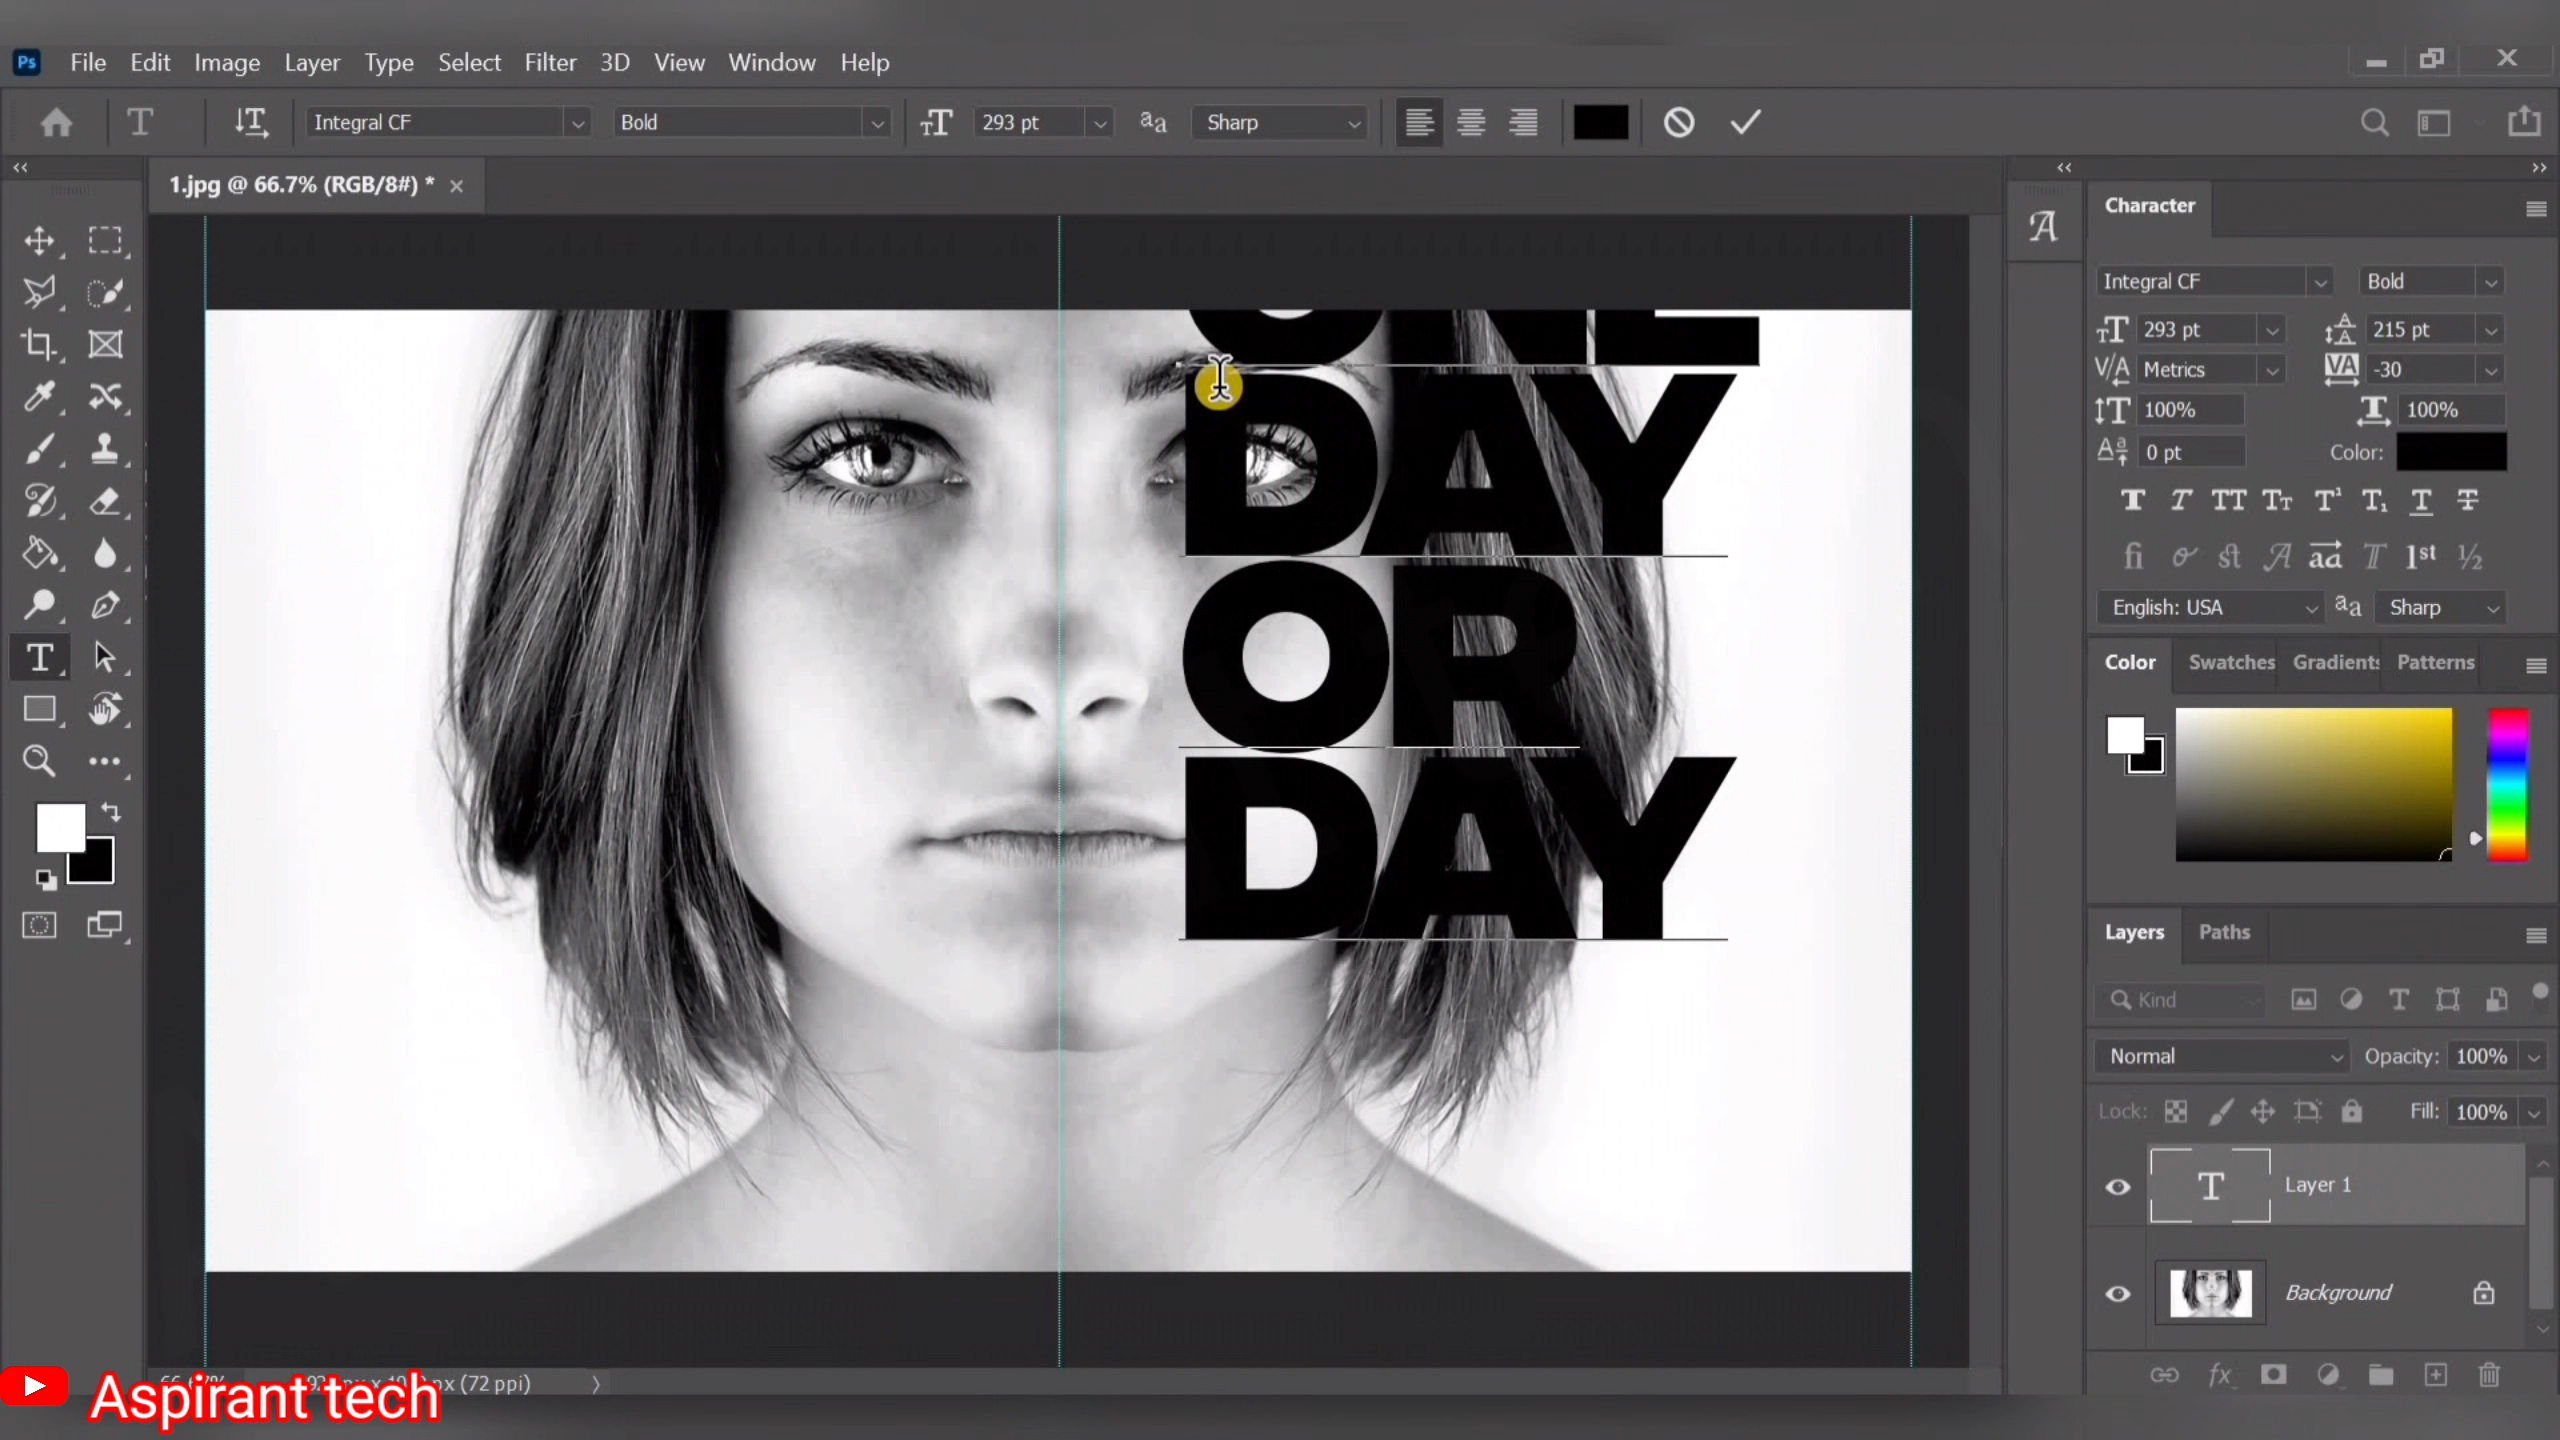 Ps File Edit Image Layer Type Select Filter 3D View Window Help
Integral CF Bold 293 pt Sharp
1.jpg @ 66.7% (RGB/8#) *
Character
Integral CF Bold
293 pt 215 pt
Metrics -30
100% 100%
0 pt Color:
English: USA Sharp
Color Swatches Gradients Patterns
Layers Paths
Kind
Normal Opacity: 100%
Lock: Fill: 100%
Layer 1
Background
ONE
DAY
OR
DAY
px (72 ppi)
Aspirant tech